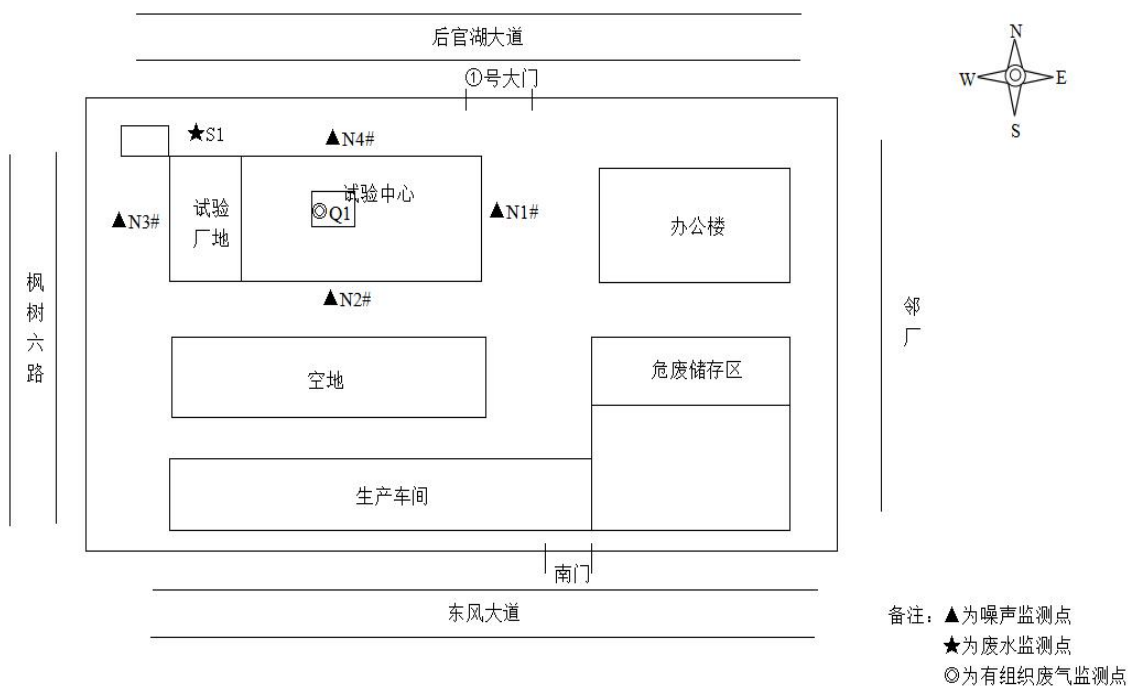 后官湖大道
①号大门
N
W
E
S
★S1
▲N4#
试验中心
◎Q1
试验
厂地
▲N3#
▲N1#
办公楼
▲N2#
枫
树
六
路
邻
厂
空地
危废储存区
生产车间
南门
东风大道
备注：▲为噪声监测点
★为废水监测点
◎为有组织废气监测点